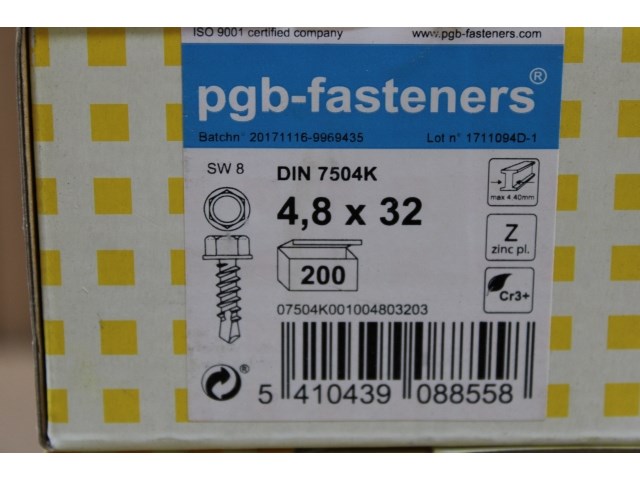 ISO 9001 certified company
www.pgb-fasteners.com
pgb-fasteners®
Batchn° 20171116-9969435
Lot n° 1711094D-1
SW 8
DIN 7504K
4,8 x 32
max 4.40mm
200
Z
zinc pl.
Cr3+
07504K001004803203
®
5 410439 088558